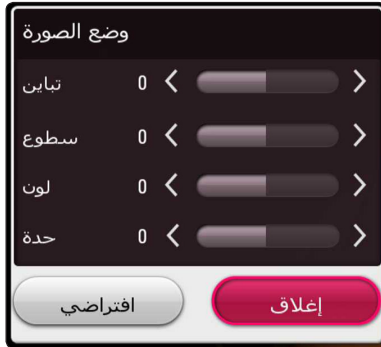 وضع الصورة
تباين 0
سطوع 0
لون 0
حدة 0
إغلاق افتراضي